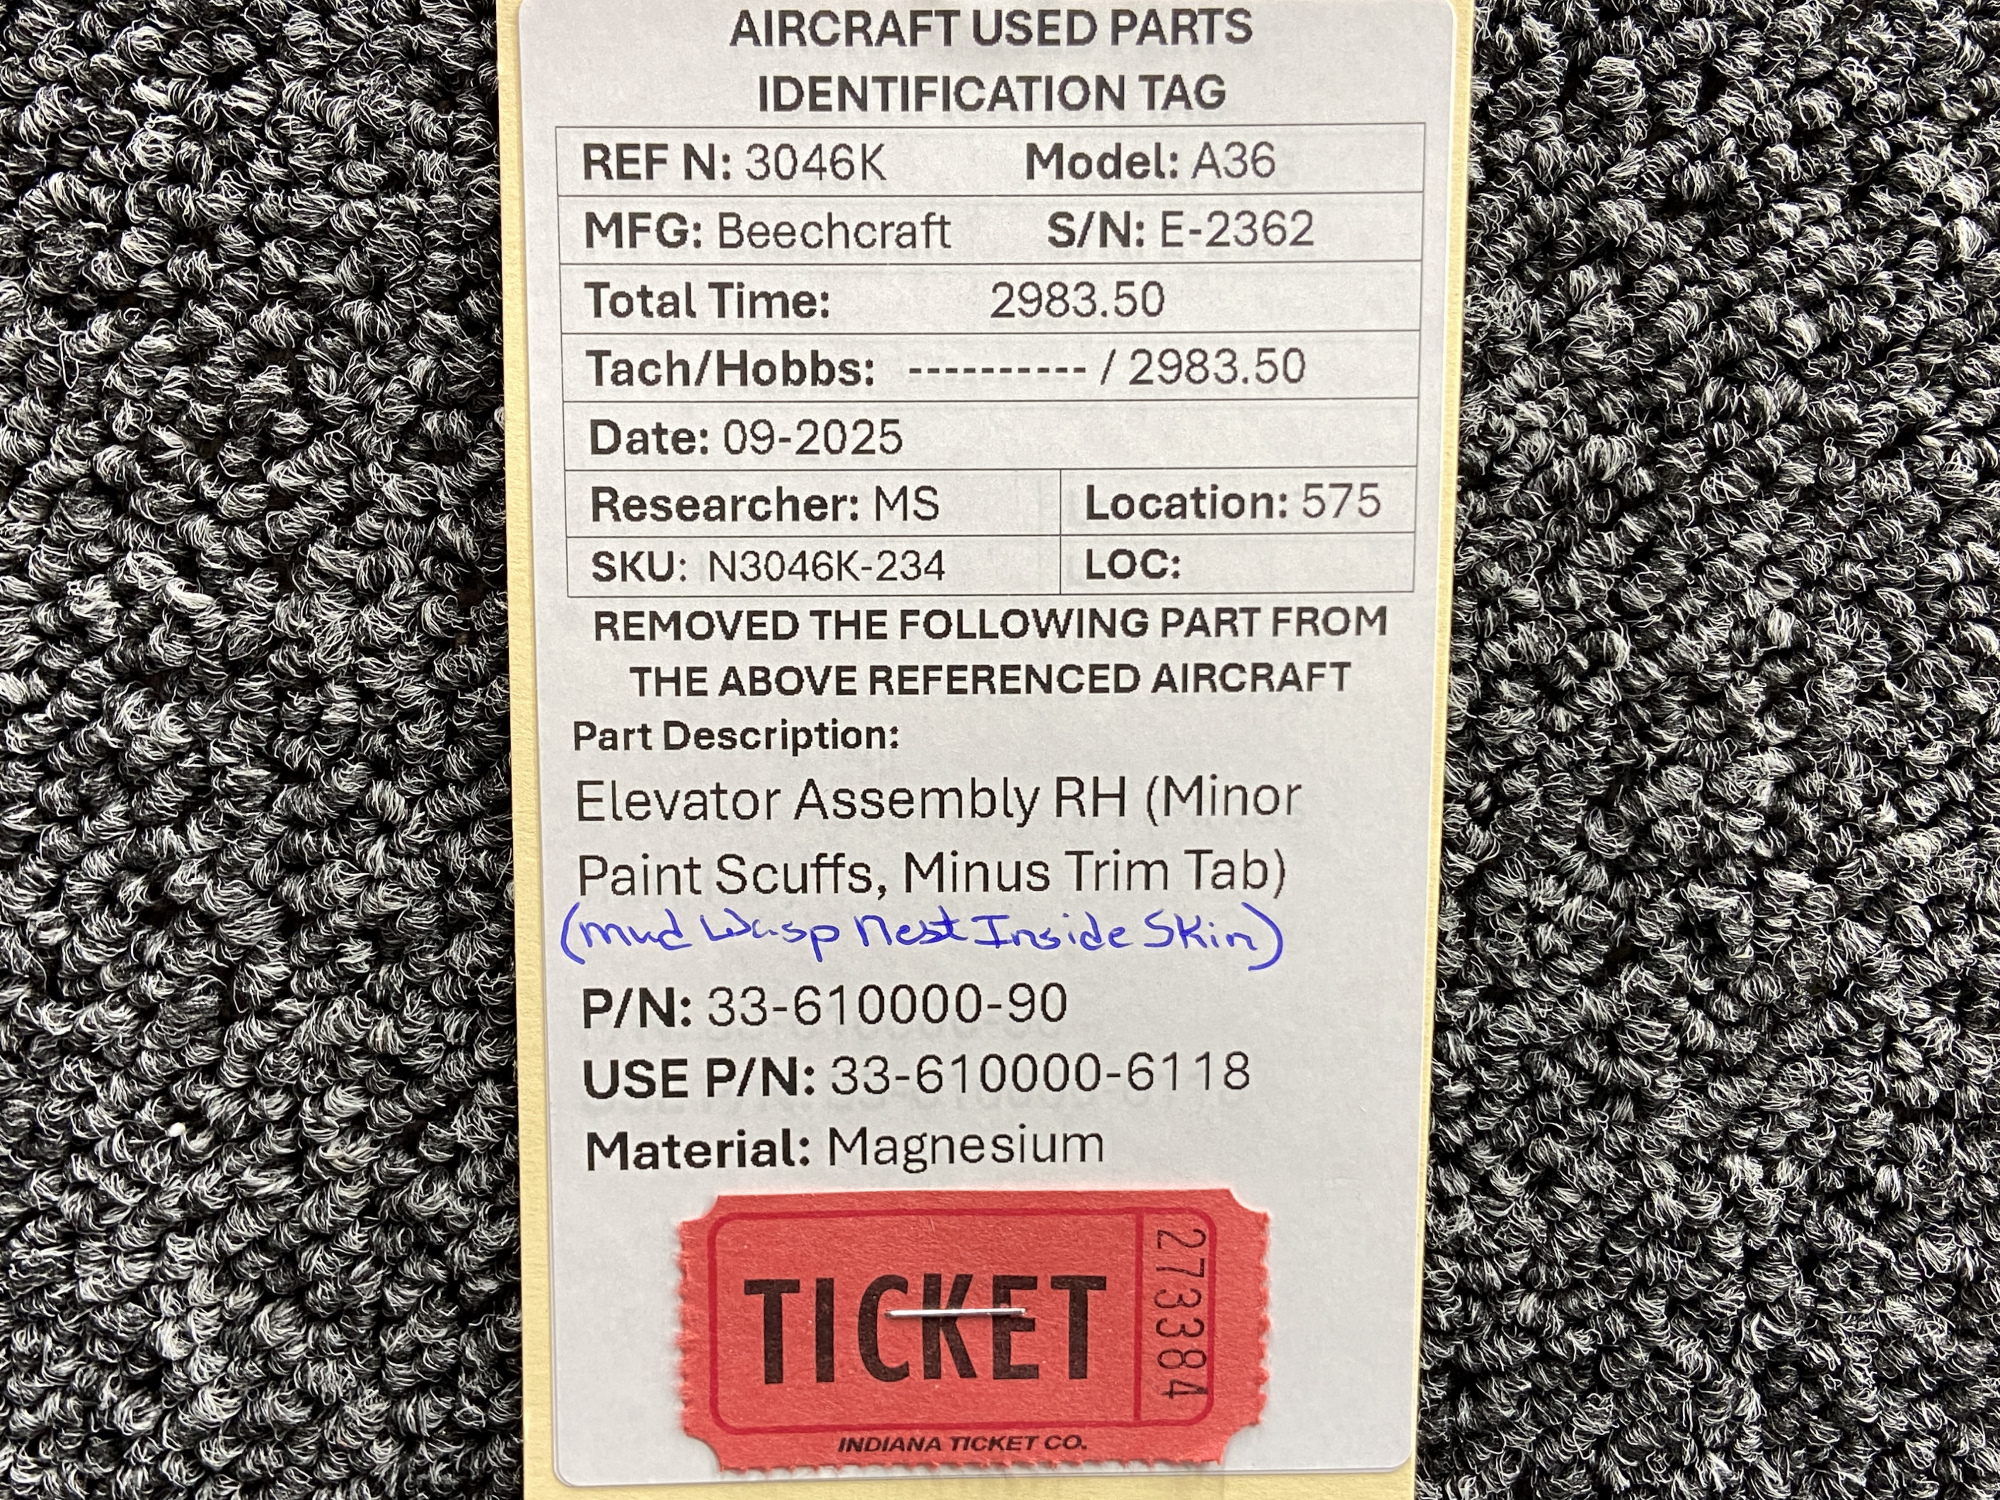 AIRCRAFT USED PARTS
IDENTIFICATION TAG
REF N: 3046K Model: A36
MFG: Beechcraft S/N: E-2362
Total Time: 2983.50
Tach/Hobbs: ---------- / 2983.50
Date: 09-2025
Researcher: MS Location: 575
SKU: N3046K-234 LOC:
REMOVED THE FOLLOWING PART FROM
THE ABOVE REFERENCED AIRCRAFT
Part Description:
Elevator Assembly RH (Minor
Paint Scuffs, Minus Trim Tab)
(mud Wasp Nest Inside Skin)
P/N: 33-610000-90
USE P/N: 33-610000-6118
Material: Magnesium
TICKET
273384
INDIANA TICKET CO.